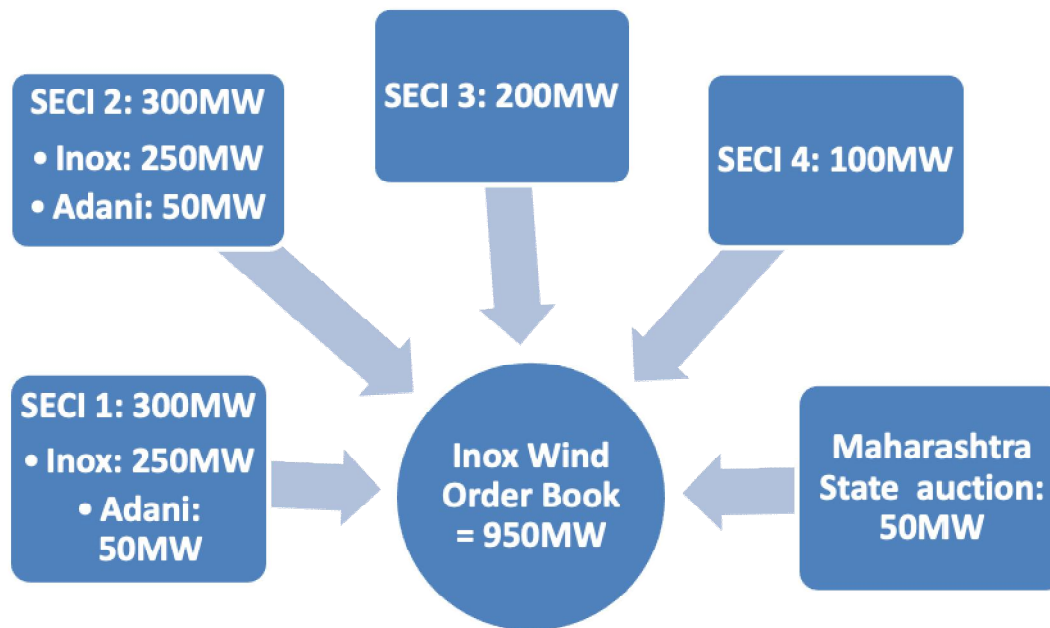 SECI 2: 300MW
• Inox: 250MW
• Adani: 50MW
SECI 3: 200MW
SECI 4: 100MW
SECI 1: 300MW
• Inox: 250MW
• Adani:
50MW
Inox Wind
Order Book
= 950MW
Maharashtra
State auction:
50MW